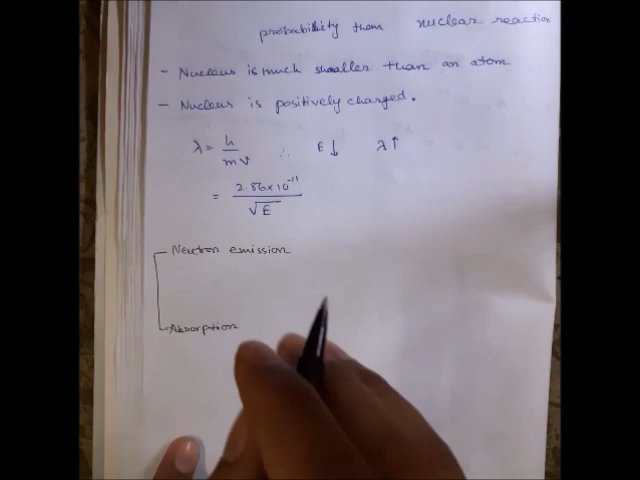 probability them nuclear reaction
- Nucleus is much smaller than an atom
- Nucleus is positively charged.
λ = h/mv ∴ E↓ λ↑
= 2.86×10⁻¹¹/√E
Neutron emission
Absorption